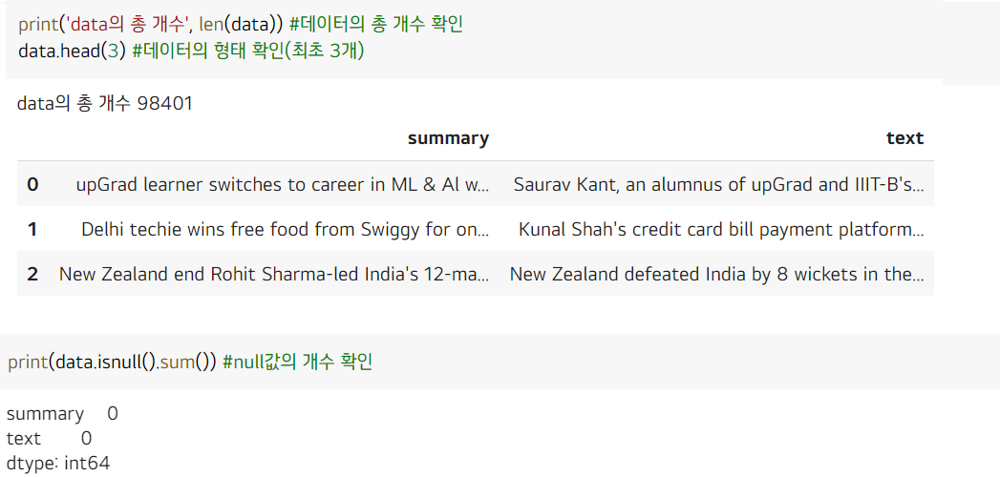 print('data의 총 개수', len(data)) #데이터의 총 개수 확인
data.head(3) #데이터의 형태 확인(최초 3개)
data의 총 개수 98401
summary text
0 upGrad learner switches to career in ML & Al w... Saurav Kant, an alumnus of upGrad and IIIT-B's...
1 Delhi techie wins free food from Swiggy for on... Kunal Shah's credit card bill payment platform...
2 New Zealand end Rohit Sharma-led India's 12-ma... New Zealand defeated India by 8 wickets in the...
print(data.isnull().sum()) #null값의 개수 확인
summary 0
text 0
dtype: int64